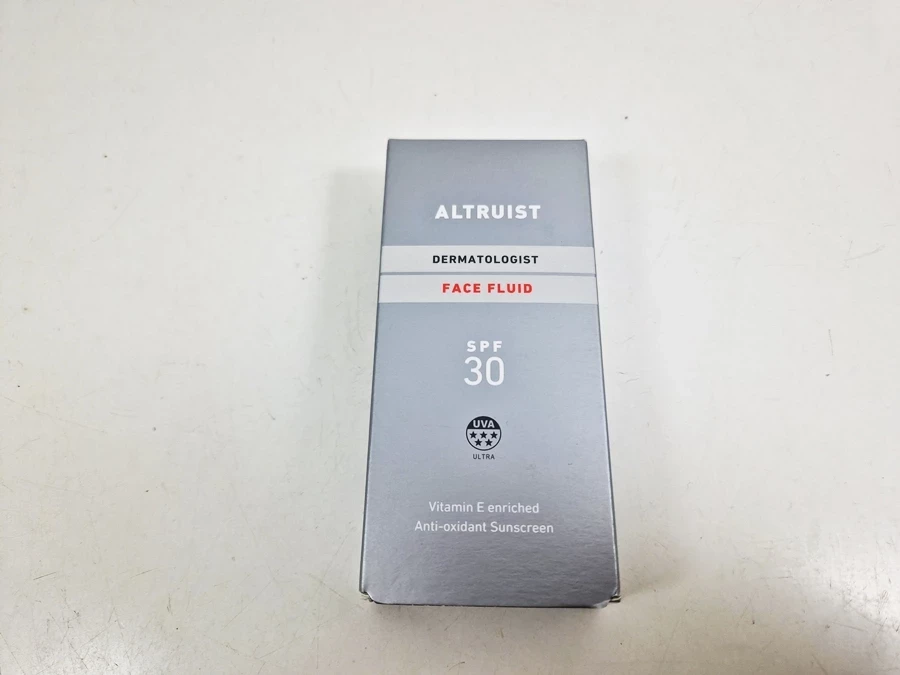 ALTRUIST
DERMATOLOGIST
FACE FLUID
SPF
30
UVA
ULTRA
Vitamin E enriched
Anti-oxidant Sunscreen